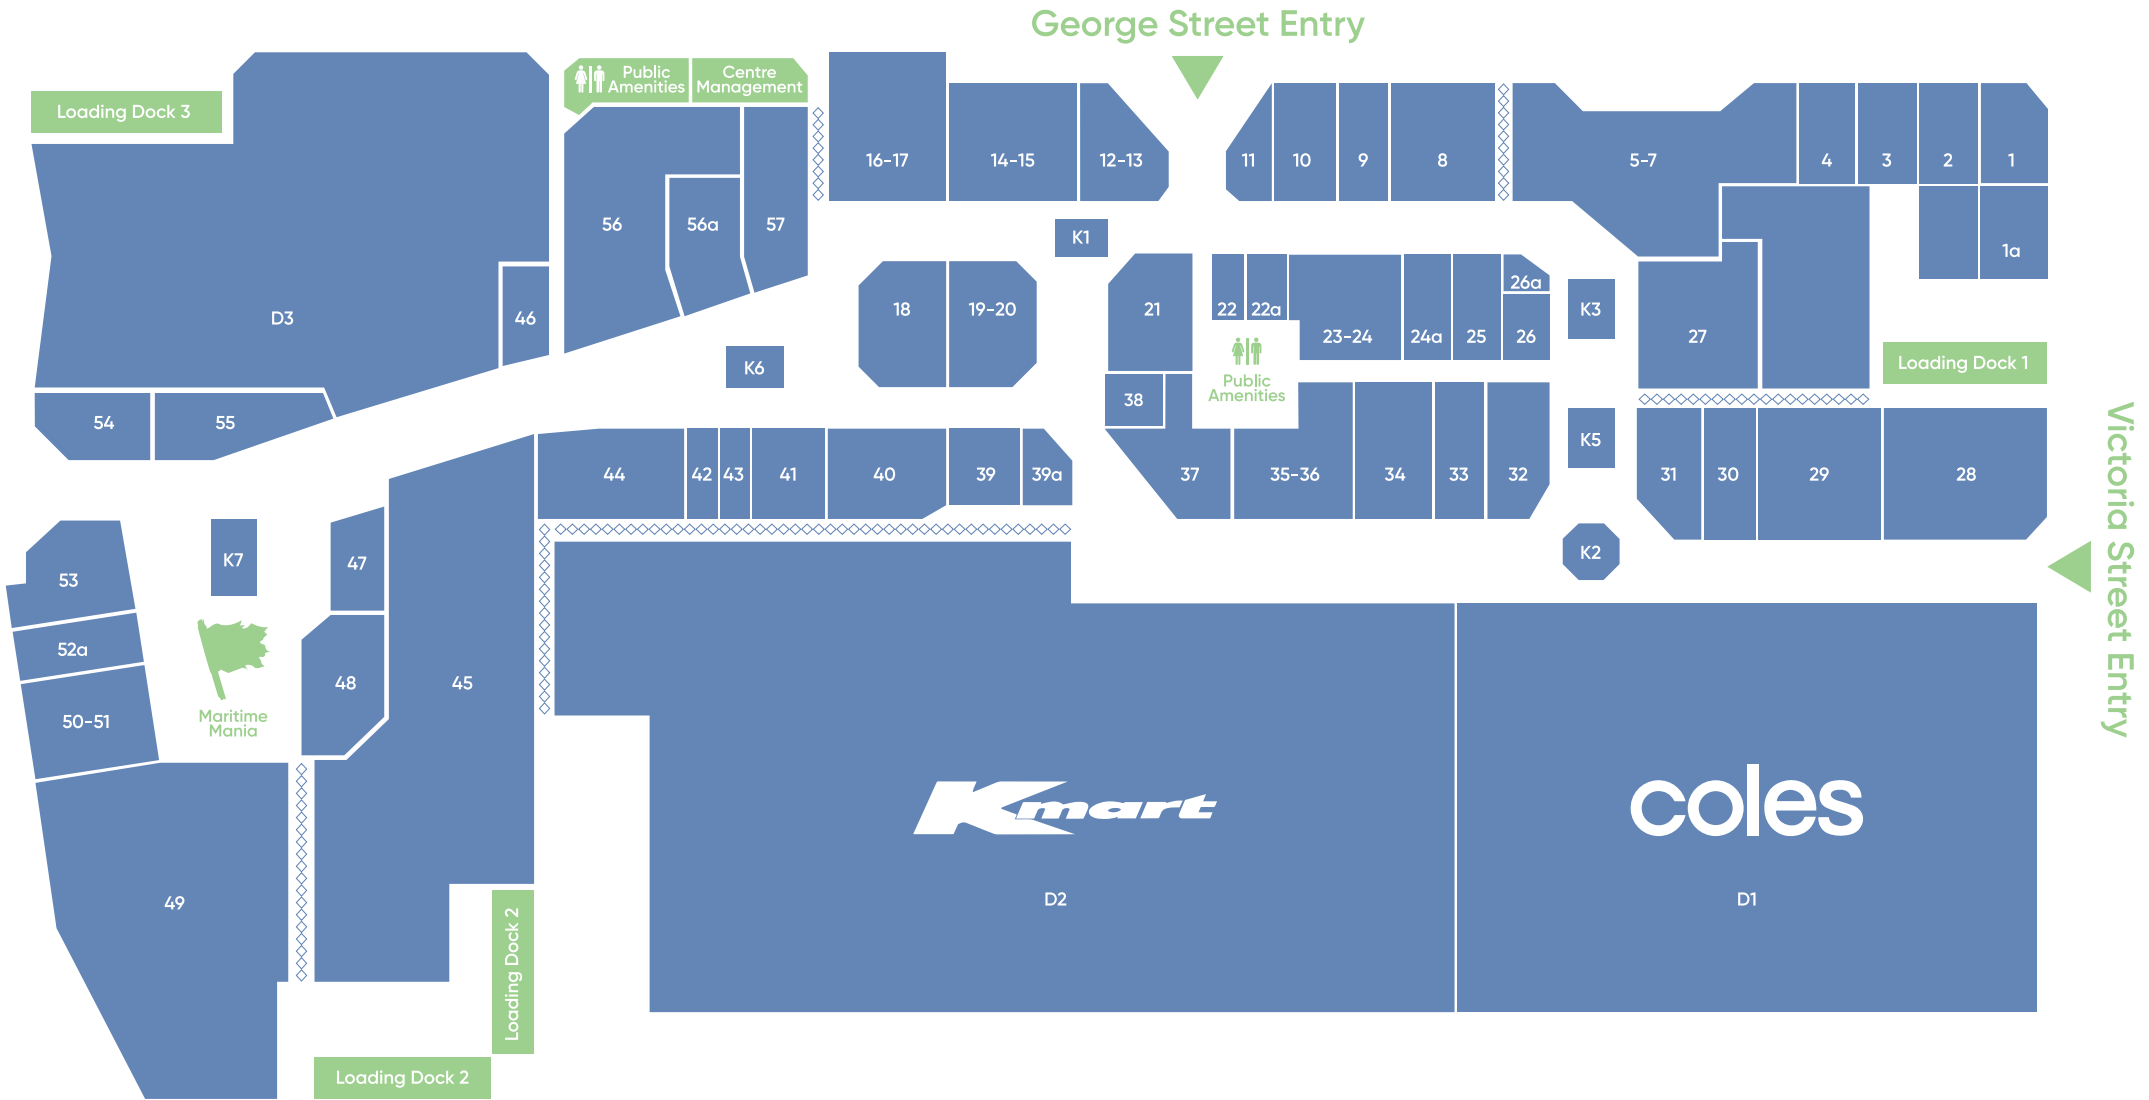 George Street Entry
Public
Amenities
Centre
Management
Loading Dock 3
16-17
14-15
12-13
11
10
9
8
5-7
4
3
2
1
56
56a
57
K1
1a
D3
46
18
19-20
21
22
22a
23-24
24a
25
26a
26
K3
27
K6
Public
Amenities
Loading Dock 1
38
54
55
44
42
43
41
40
39
39a
37
35-36
34
33
32
K5
31
30
29
28
Victoria Street Entry
K7
47
K2
53
52a
50-51
Maritime
Mania
48
45
Kmart
coles
49
D2
D1
Loading Dock 2
Loading Dock 2